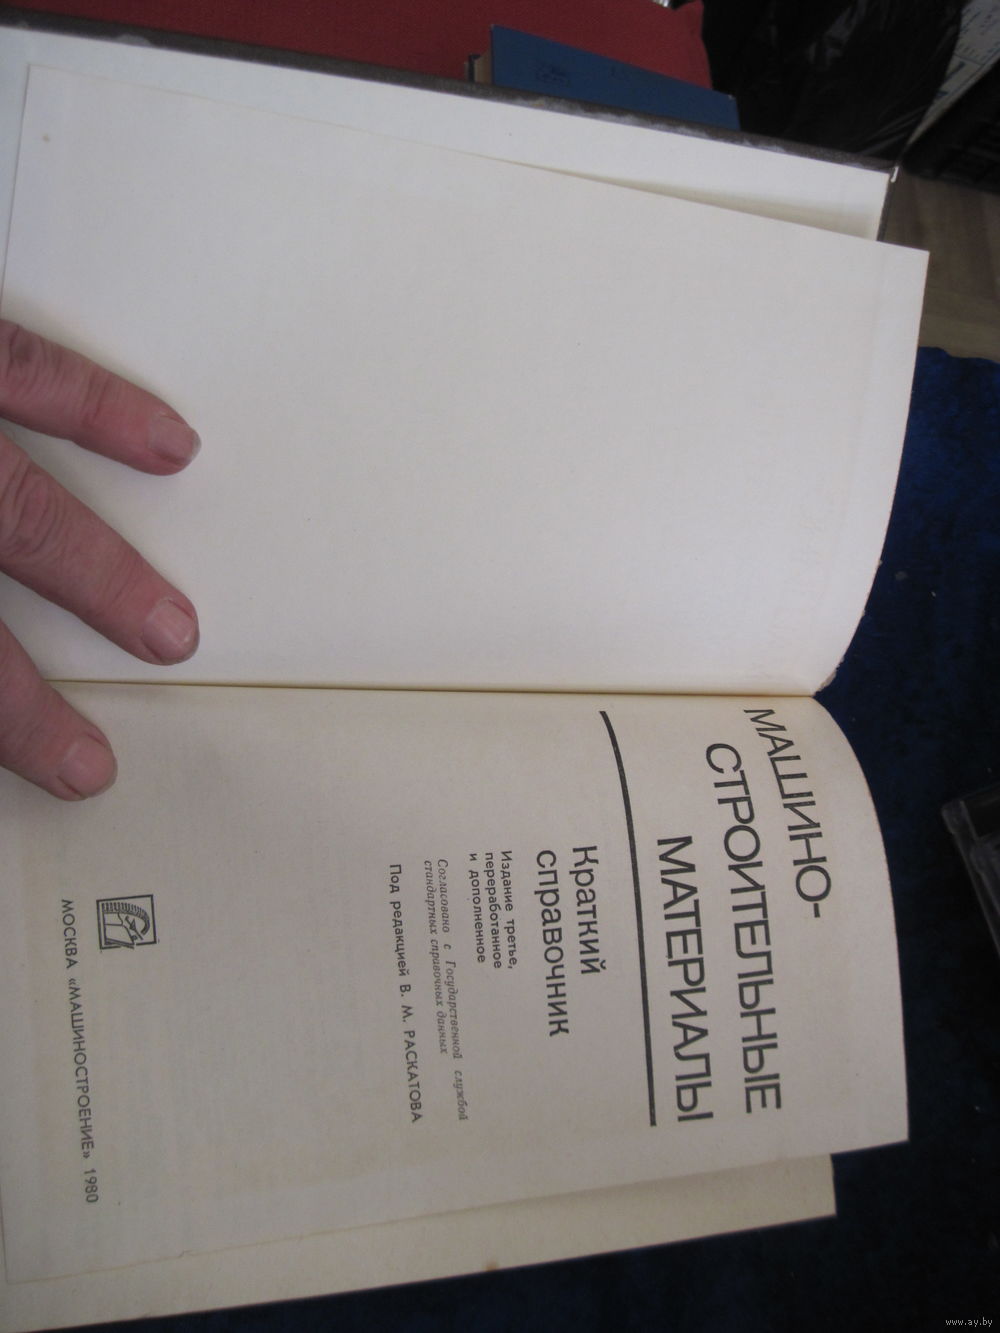 МАШИНО-
СТРОИТЕЛЬНЫЕ
МАТЕРИАЛЫ
Краткий
справочник
Издание третье,
переработанное
и дополненное
Согласовано с Государственной службой
стандартных справочных данных
Под редакцией В. М. РАСКАТОВА
МОСКВА «МАШИНОСТРОЕНИЕ» 1980
www.ay.by